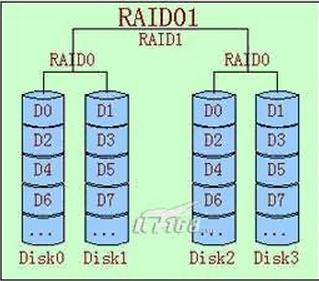 RAID01
RAID1
RAID0 RAID0
D0 D1 D0 D1
D2 D3 D2 D3
D4 D5 D4 D5
D6 D7 D6 D7
... ... ... ...
Disk0 Disk1 Disk2 Disk3